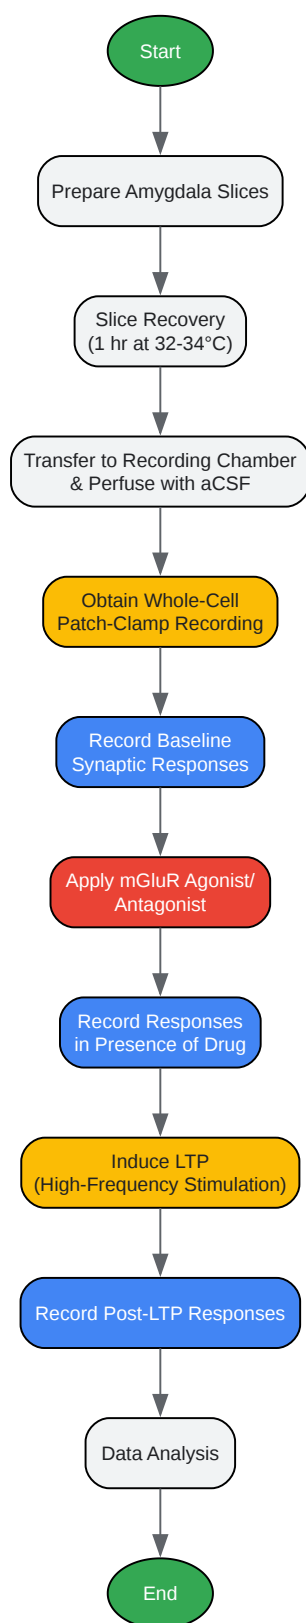 Start
Prepare Amygdala Slices
Slice Recovery
(1 hr at 32-34°C)
Transfer to Recording Chamber
& Perfuse with aCSF
Obtain Whole-Cell
Patch-Clamp Recording
Record Baseline
Synaptic Responses
Apply mGluR Agonist/
Antagonist
Record Responses
in Presence of Drug
Induce LTP
(High-Frequency Stimulation)
Record Post-LTP Responses
Data Analysis
End